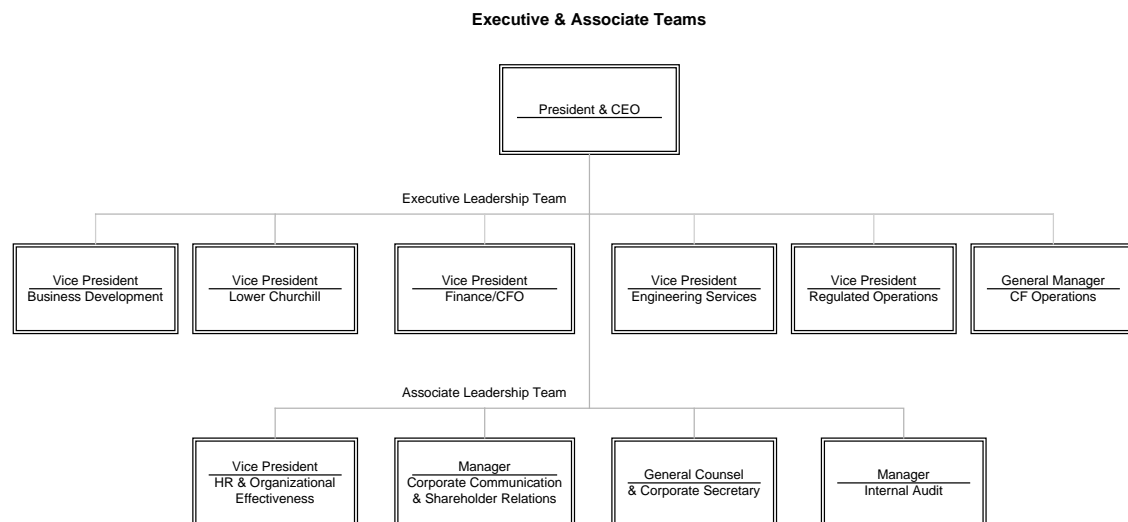 Executive & Associate Teams
President & CEO
Executive Leadership Team
Vice President
Business Development
Vice President
Lower Churchill
Vice President
Finance/CFO
Vice President
Engineering Services
Vice President
Regulated Operations
General Manager
CF Operations
Associate Leadership Team
Vice President
HR & Organizational
Effectiveness
Manager
Corporate Communication
& Shareholder Relations
General Counsel
& Corporate Secretary
Manager
Internal Audit